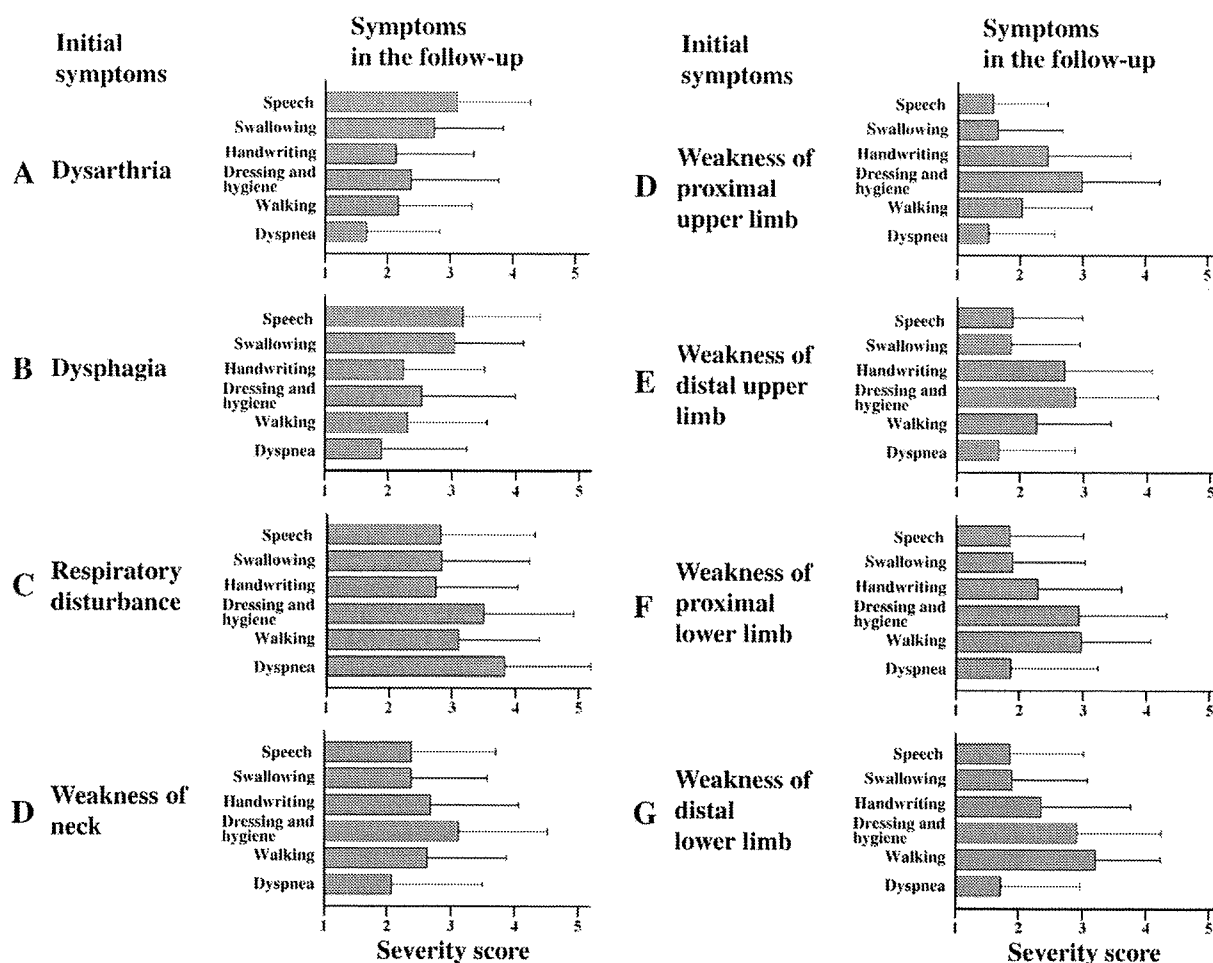 Initial
symptoms
Symptoms
in the follow-up
A Dysarthria
Speech
Swallowing
Handwriting
Dressing and
hygiene
Walking
Dyspnea
1 2 3 4 5
B Dysphagia
Speech
Swallowing
Handwriting
Dressing and
hygiene
Walking
Dyspnea
1 2 3 4 5
C Respiratory
disturbance
Speech
Swallowing
Handwriting
Dressing and
hygiene
Walking
Dyspnea
1 2 3 4 5
D Weakness of
neck
Speech
Swallowing
Handwriting
Dressing and
hygiene
Walking
Dyspnea
1 2 3 4 5
Severity score
Initial
symptoms
Symptoms
in the follow-up
D Weakness of
proximal
upper limb
Speech
Swallowing
Handwriting
Dressing and
hygiene
Walking
Dyspnea
1 2 3 4 5
E Weakness of
distal upper
limb
Speech
Swallowing
Handwriting
Dressing and
hygiene
Walking
Dyspnea
1 2 3 4 5
F Weakness of
proximal
lower limb
Speech
Swallowing
Handwriting
Dressing and
hygiene
Walking
Dyspnea
1 2 3 4 5
G Weakness of
distal
lower limb
Speech
Swallowing
Handwriting
Dressing and
hygiene
Walking
Dyspnea
1 2 3 4 5
Severity score